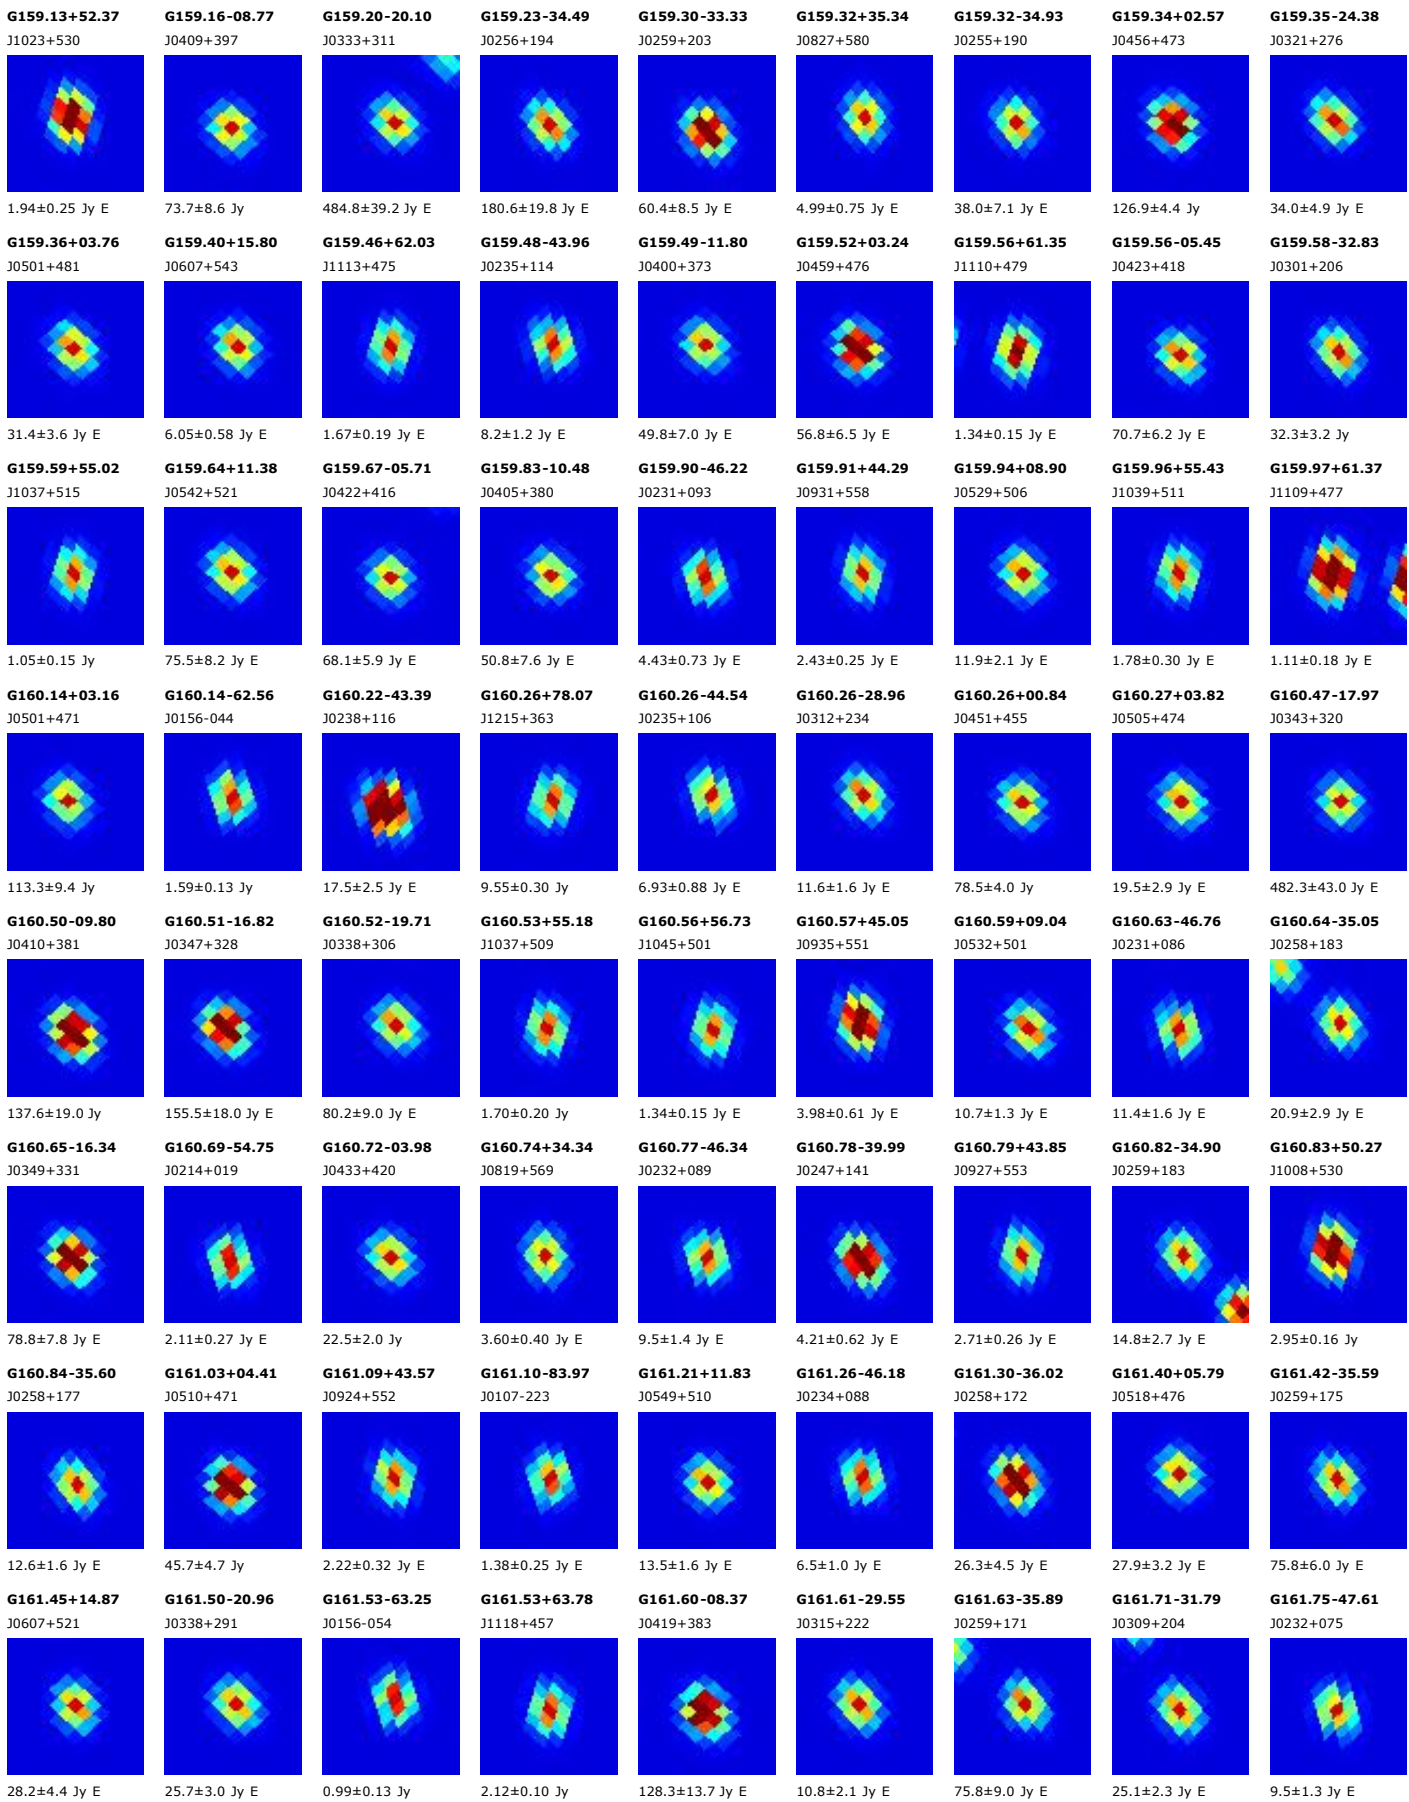 G159.13+52.37 G159.16-08.77 G159.20-20.10 G159.23-34.49 G159.30-33.33 G159.32+35.34 G159.32-34.93 G159.34+02.57 G159.35-24.38
J1023+530 J0409+397 J0333+311 J0256+194 J0259+203 J0827+580 J0255+190 J0456+473 J0321+276
1.94±0.25 Jy E 73.7±8.6 Jy 484.8±39.2 Jy E 180.6±19.8 Jy E 60.4±8.5 Jy E 4.99±0.75 Jy E 38.0±7.1 Jy E 126.9±4.4 Jy 34.0±4.9 Jy E
G159.36+03.76 G159.40+15.80 G159.46+62.03 G159.48-43.96 G159.49-11.80 G159.52+03.24 G159.56+61.35 G159.56-05.45 G159.58-32.83
J0501+481 J0607+543 J1113+475 J0235+114 J0400+373 J0459+476 J1110+479 J0423+418 J0301+206
31.4±3.6 Jy E 6.05±0.58 Jy E 1.67±0.19 Jy E 8.2±1.2 Jy E 49.8±7.0 Jy E 56.8±6.5 Jy E 1.34±0.15 Jy E 70.7±6.2 Jy E 32.3±3.2 Jy
G159.59+55.02 G159.64+11.38 G159.67-05.71 G159.83-10.48 G159.90-46.22 G159.91+44.29 G159.94+08.90 G159.96+55.43 G159.97+61.37
J1037+515 J0542+521 J0422+416 J0405+380 J0231+093 J0931+558 J0529+506 J1039+511 J1109+477
1.05±0.15 Jy 75.5±8.2 Jy E 68.1±5.9 Jy E 50.8±7.6 Jy E 4.43±0.73 Jy E 2.43±0.25 Jy E 11.9±2.1 Jy E 1.78±0.30 Jy E 1.11±0.18 Jy E
G160.14+03.16 G160.14-62.56 G160.22-43.39 G160.26+78.07 G160.26-44.54 G160.26-28.96 G160.26+00.84 G160.27+03.82 G160.47-17.97
J0501+471 J0156-044 J0238+116 J1215+363 J0235+106 J0312+234 J0451+455 J0505+474 J0343+320
113.3±9.4 Jy 1.59±0.13 Jy 17.5±2.5 Jy E 9.55±0.30 Jy 6.93±0.88 Jy E 11.6±1.6 Jy E 78.5±4.0 Jy 19.5±2.9 Jy E 482.3±43.0 Jy E
G160.50-09.80 G160.51-16.82 G160.52-19.71 G160.53+55.18 G160.56+56.73 G160.57+45.05 G160.59+09.04 G160.63-46.76 G160.64-35.05
J0410+381 J0347+328 J0338+306 J1037+509 J1045+501 J0935+551 J0532+501 J0231+086 J0258+183
137.6±19.0 Jy 155.5±18.0 Jy E 80.2±9.0 Jy E 1.70±0.20 Jy 1.34±0.15 Jy E 3.98±0.61 Jy E 10.7±1.3 Jy E 11.4±1.6 Jy E 20.9±2.9 Jy E
G160.65-16.34 G160.69-54.75 G160.72-03.98 G160.74+34.34 G160.77-46.34 G160.78-39.99 G160.79+43.85 G160.82-34.90 G160.83+50.27
J0349+331 J0214+019 J0433+420 J0819+569 J0232+089 J0247+141 J0927+553 J0259+183 J1008+530
78.8±7.8 Jy E 2.11±0.27 Jy E 22.5±2.0 Jy 3.60±0.40 Jy E 9.5±1.4 Jy E 4.21±0.62 Jy E 2.71±0.26 Jy E 14.8±2.7 Jy E 2.95±0.16 Jy
G160.84-35.60 G161.03+04.41 G161.09+43.57 G161.10-83.97 G161.21+11.83 G161.26-46.18 G161.30-36.02 G161.40+05.79 G161.42-35.59
J0258+177 J0510+471 J0924+552 J0107-223 J0549+510 J0234+088 J0258+172 J0518+476 J0259+175
12.6±1.6 Jy E 45.7±4.7 Jy 2.22±0.32 Jy E 1.38±0.25 Jy E 13.5±1.6 Jy E 6.5±1.0 Jy E 26.3±4.5 Jy E 27.9±3.2 Jy E 75.8±6.0 Jy E
G161.45+14.87 G161.50-20.96 G161.53-63.25 G161.53+63.78 G161.60-08.37 G161.61-29.55 G161.63-35.89 G161.71-31.79 G161.75-47.61
J0607+521 J0338+291 J0156-054 J1118+457 J0419+383 J0315+222 J0259+171 J0309+204 J0232+075
28.2±4.4 Jy E 25.7±3.0 Jy E 0.99±0.13 Jy 2.12±0.10 Jy 128.3±13.7 Jy E 10.8±2.1 Jy E 75.8±9.0 Jy E 25.1±2.3 Jy E 9.5±1.3 Jy E